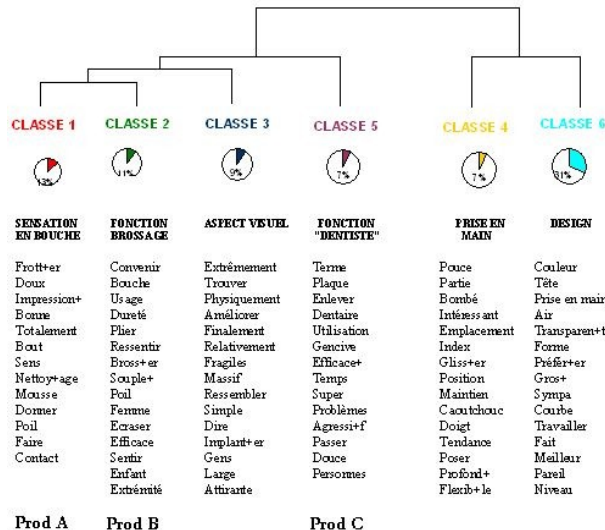 CLASSE 1
CLASSE 2
CLASSE 3
CLASSE 5
CLASSE 4
CLASSE 6
13%
11%
9%
7%
7%
31%
SENSATION
EN BOUCHE
FONCTION
BROSSAGE
ASPECT VISUEL
FONCTION
"DENTISTE"
PRISE EN
MAIN
DESIGN
Frott+er
Doux
Impression+
Bonne
Totalement
Bout
Sens
Nettoy+age
Mousse
Donner
Poil
Faire
Contact
Convenir
Bouche
Usage
Dureté
Plier
Ressentir
Bross+er
Souple+
Poil
Femme
Ecraser
Efficace
Sentir
Enfant
Extrémité
Extrêmement
Trouver
Physiquement
Améliorer
Finalement
Relativement
Fragiles
Massif
Ressembler
Simple
Dire
Implant+er
Gens
Large
Attirante
Terme
Plaque
Enlever
Dentaire
Utilisation
Gencive
Efficace+
Temps
Super
Problèmes
Agressi+f
Passer
Douce
Personnes
Pouce
Partie
Bombé
Intéressant
Emplacement
Index
Gliss+er
Position
Maintien
Caoutchouc
Doigt
Tendance
Poser
Profond+
Flexib+le
Couleur
Tête
Prise en main
Air
Transparen+t
Forme
Préfér+er
Gros+
Sympa
Courbe
Travailler
Fait
Meilleur
Pareil
Niveau
Prod A
Prod B
Prod C